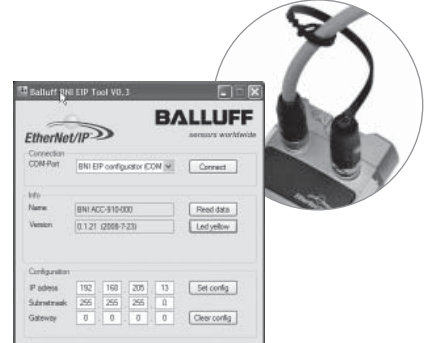 Balluff BNI EIP Tool V0.3
BALLUFF
sensors worldwide
EtherNet/IP
Connection
COM-Port BNI EIP configurator (COM Connect
Info
Name BNI ACC-910-000 Read data
Version 0.1.21 (2008-7-23) Led yellow
Configuration
IP adress 192 168 205 13 Set config
Subnetmask 255 255 255 0
Gateway 0 0 0 0 Clear config